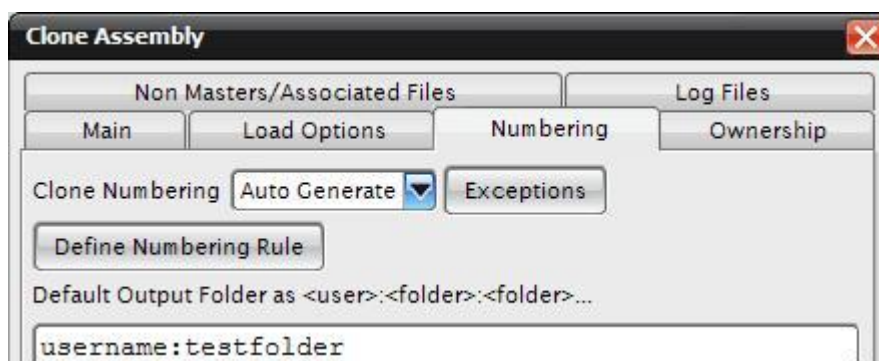 Clone Assembly
Non Masters/Associated Files Log Files
Main Load Options Numbering Ownership
Clone Numbering Auto Generate Exceptions
Define Numbering Rule
Default Output Folder as <user>:<folder>:<folder>...
username:testfolder